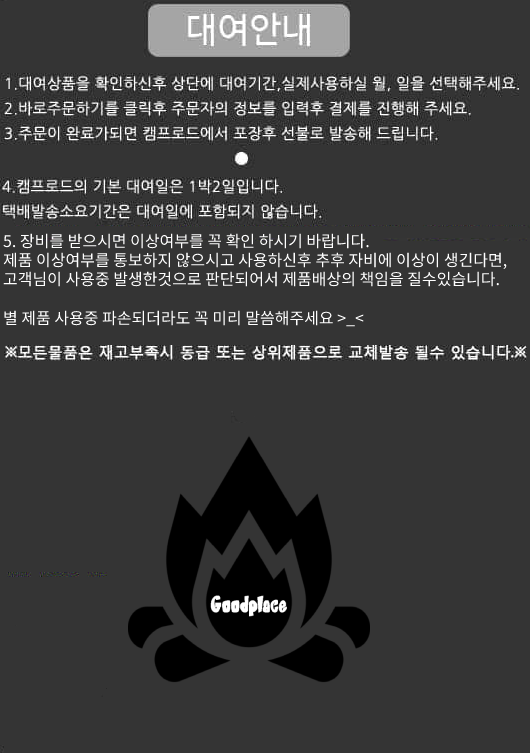 대여안내
1.대여상품을 확인하신후 상단에 대여기간,실제사용하실 월, 일을 선택해주세요.
2.바로주문하기를 클릭후 주문자의 정보를 입력후 결제를 진행해 주세요.
3.주문이 완료가되면 캠프로드에서 포장후 선불로 발송해 드립니다.
4.캠프로드의 기본 대여일은 1박2일입니다.
택배발송소요기간은 대여일에 포함되지 않습니다.
5. 장비를 받으시면 이상여부를 꼭 확인 하시기 바랍니다.
제품 이상여부를 통보하지 않으시고 사용하신후 추후 자비에 이상이 생긴다면,
고객님이 사용중 발생한것으로 판단되어서 제품배상의 책임을 질수있습니다.
별 제품 사용중 파손되더라도 꼭 미리 말씀해주세요 >_<
※모든물품은 재고부족시 동급 또는 상위제품으로 교체발송 될수 있습니다.※
Goodplace